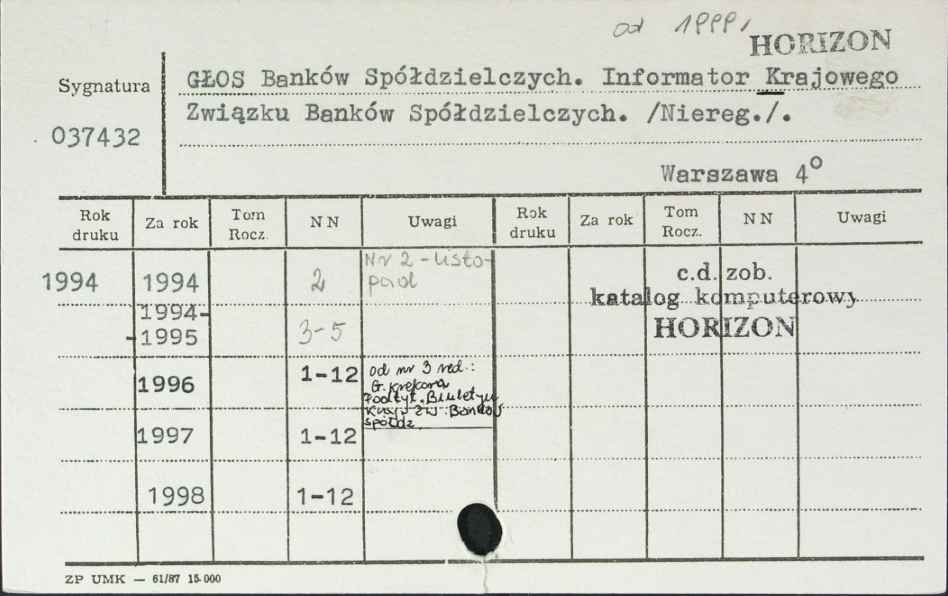 od 1999,
HORIZON
Sygnatura
037432
GŁOS Banków Spółdzielczych. Informator Krajowego
Związku Banków Spółdzielczych. /Niereg./.
Warszawa 4°
Rok druku Za rok Tom Rocz. NN Uwagi Rok druku Za rok Tom Rocz. NN Uwagi
1994 1994 2 Nr 2 - listo-
pad
c.d. zob.
katalog komputerowy
HORIZON
1994-
-1995 3-5
1996 1-12 od nr 3 red.:
G. Krekora
Podtyt. Biuletyn
Kraj. Zw. Banków
Spółdz.
1997 1-12
1998 1-12
ZP UMK — 61/87 15 000